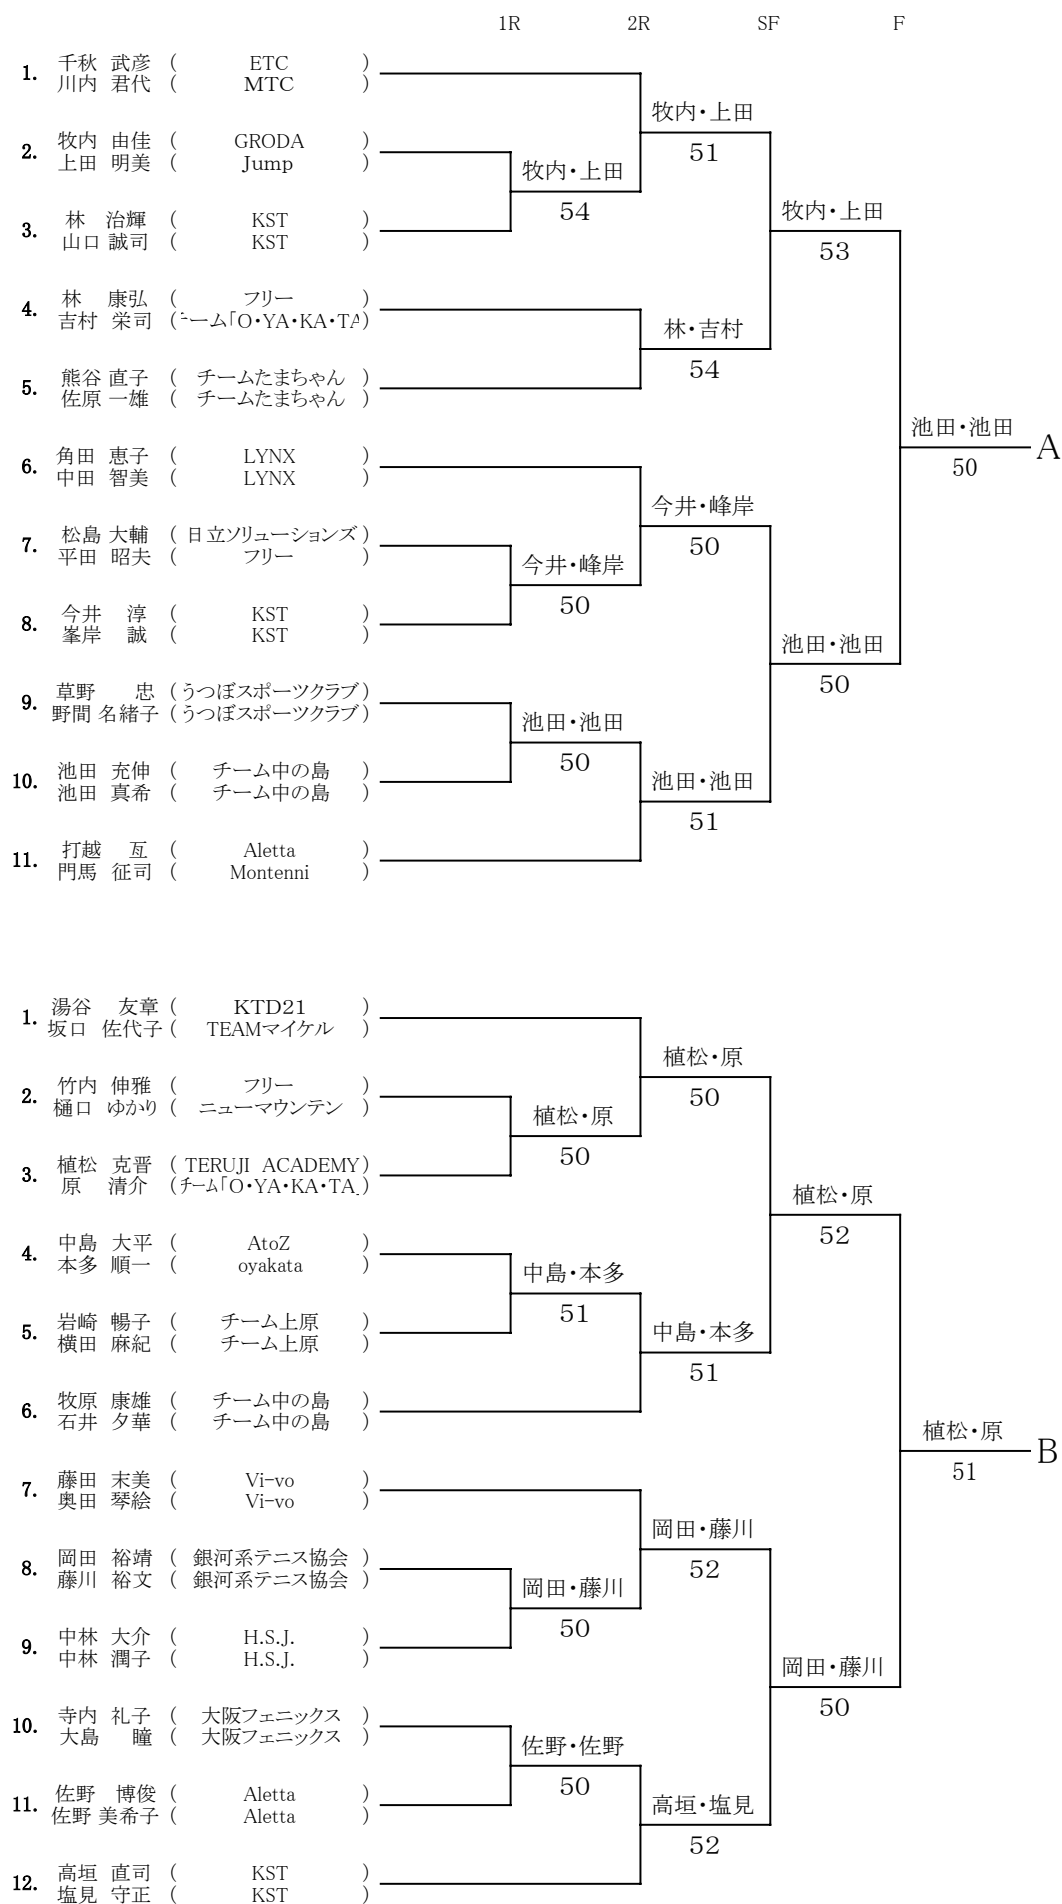 1R 2R SF F
1. 千秋 武彦 ( ETC )
川内 君代 ( MTC )
牧内・上田
51
2. 牧内 由佳 ( GRODA )
上田 明美 ( Jump )
牧内・上田
54
3. 林 治輝 ( KST )
山口 誠司 ( KST )
牧内・上田
53
4. 林 康弘 ( フリー )
吉村 栄司 (チーム「O・YA・KA・TA)
林・吉村
54
5. 熊谷 直子 ( チームたまちゃん )
佐原 一雄 ( チームたまちゃん )
池田・池田
50
A
6. 角田 恵子 ( LYNX )
中田 智美 ( LYNX )
今井・峰岸
50
7. 松島 大輔 ( 日立ソリューションズ )
平田 昭夫 ( フリー )
今井・峰岸
50
8. 今井 淳 ( KST )
峯岸 誠 ( KST )
池田・池田
50
9. 草野 忠 ( うつぼスポーツクラブ )
野間 名緒子 ( うつぼスポーツクラブ )
池田・池田
50
10. 池田 充伸 ( チーム中の島 )
池田 真希 ( チーム中の島 )
池田・池田
51
11. 打越 亙 ( Aletta )
門馬 征司 ( Montenni )
1. 湯谷 友章 ( KTD21 )
坂口 佐代子 ( TEAMマイケル )
植松・原
50
2. 竹内 伸雅 ( フリー )
樋口 ゆかり ( ニューマウンテン )
植松・原
50
3. 植松 克晋 ( TERUJI ACADEMY )
原 清介 (チーム「O・YA・KA・TA )
植松・原
52
4. 中島 大平 ( AtoZ )
本多 順一 ( oyakata )
中島・本多
51
5. 岩崎 暢子 ( チーム上原 )
横田 麻紀 ( チーム上原 )
中島・本多
51
6. 牧原 康雄 ( チーム中の島 )
石井 夕華 ( チーム中の島 )
植松・原
51
B
7. 藤田 末美 ( Vi-vo )
奥田 琴絵 ( Vi-vo )
岡田・藤川
52
8. 岡田 裕靖 ( 銀河系テニス協会 )
藤川 裕文 ( 銀河系テニス協会 )
岡田・藤川
50
9. 中林 大介 ( H.S.J. )
中林 潤子 ( H.S.J. )
岡田・藤川
50
10. 寺内 礼子 ( 大阪フェニックス )
大島 瞳 ( 大阪フェニックス )
佐野・佐野
50
11. 佐野 博俊 ( Aletta )
佐野 美希子 ( Aletta )
高垣・塩見
52
12. 高垣 直司 ( KST )
塩見 守正 ( KST )